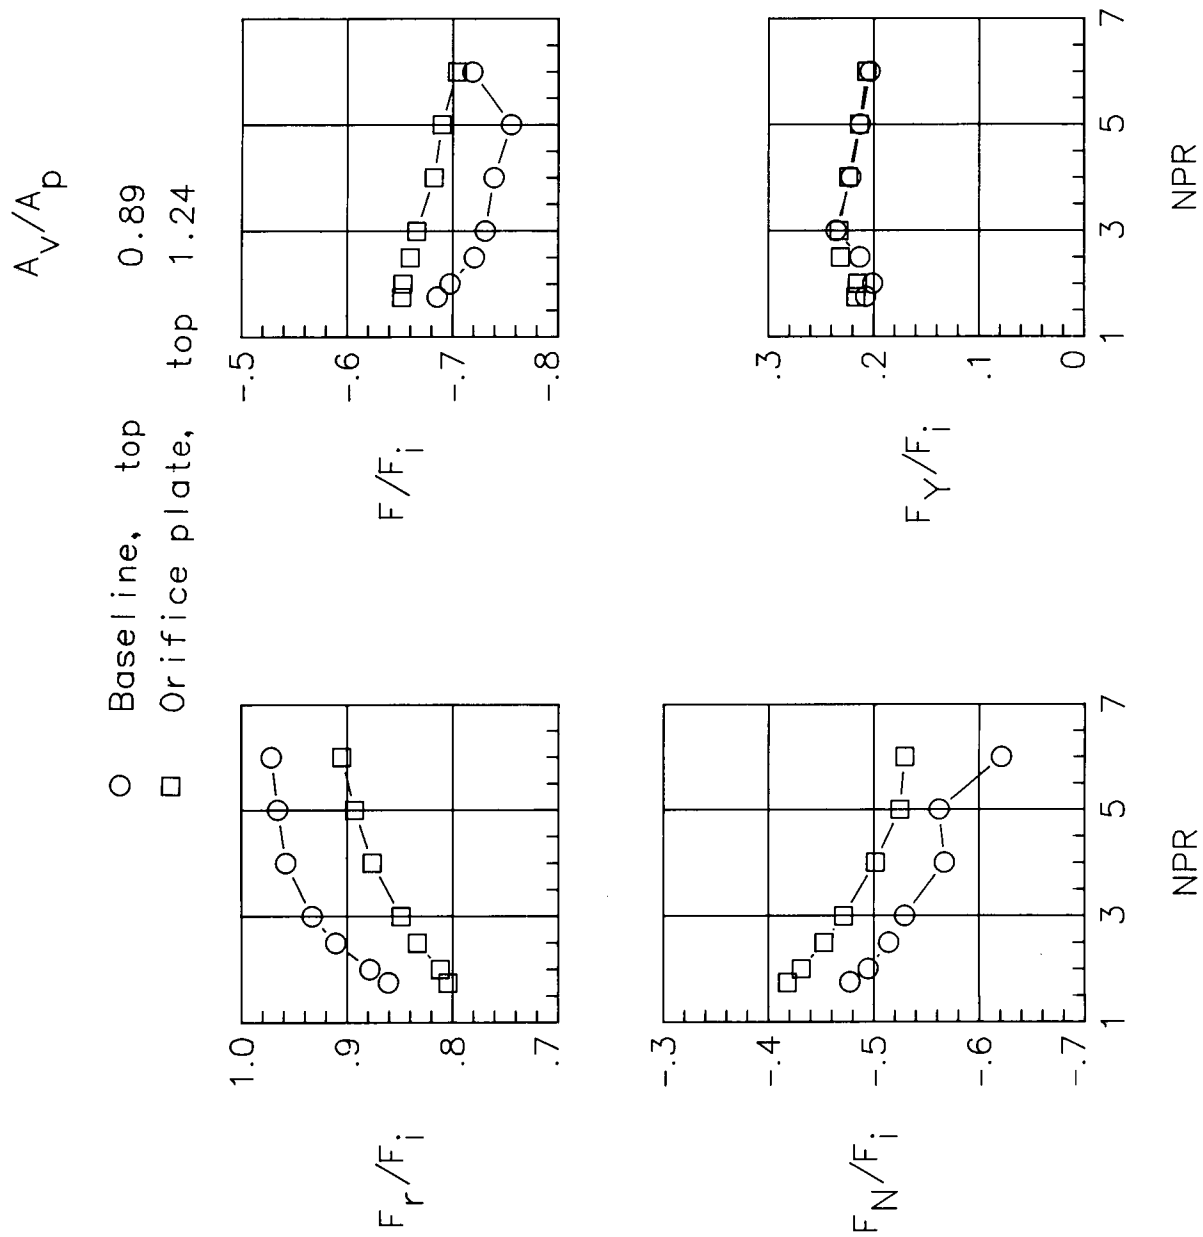 A_v/A_p
Baseline, top 0.89
Orifice plate, top 1.24
F_r/F_i
1.0
.9
.8
.7
F/F_i
-.5
-.6
-.7
-.8
F_N/F_i
-.3
-.4
-.5
-.6
-.7
1 3 5 7
NPR
F_Y/F_i
.3
.2
.1
0
1 3 5 7
NPR